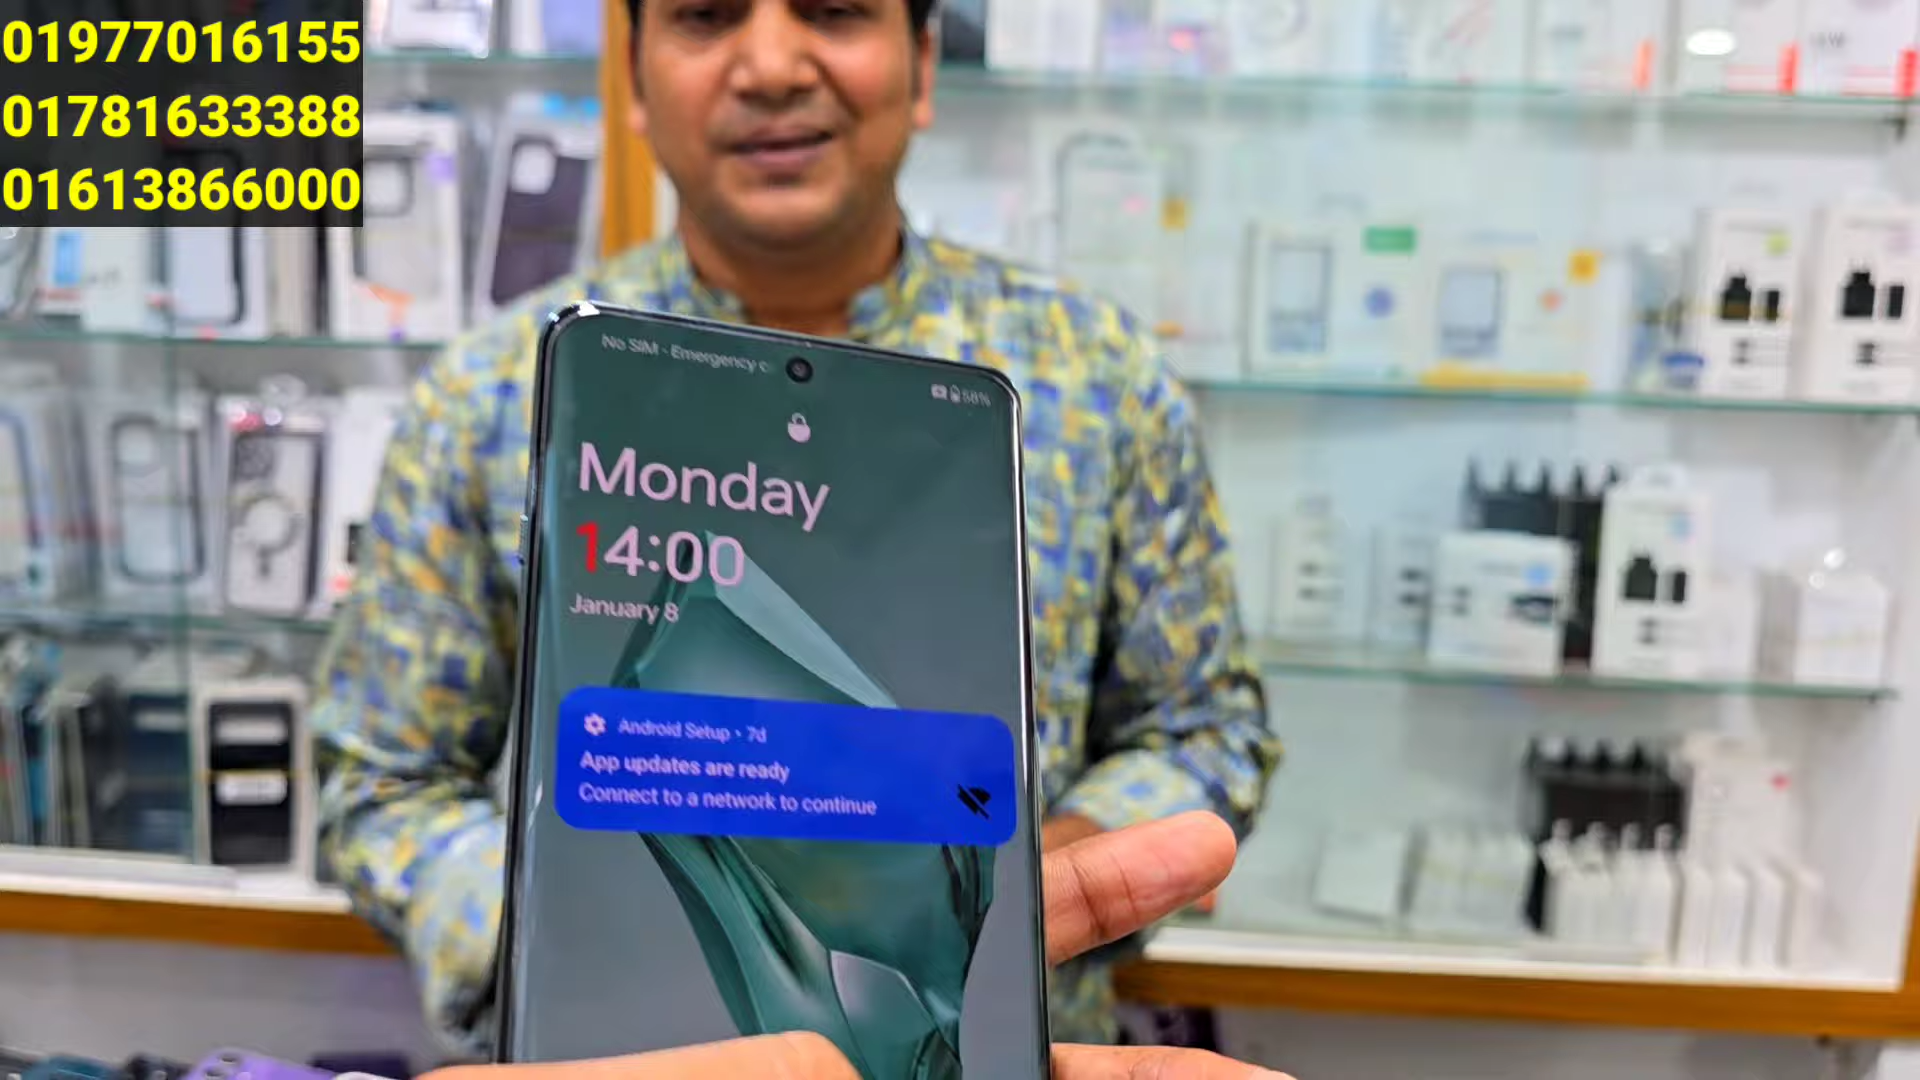 01977016155
01781633388
01613866000
No SIM - Emergency c
58%
Monday
14:00
January 8
Android Setup • 7d
App updates are ready
Connect to a network to continue